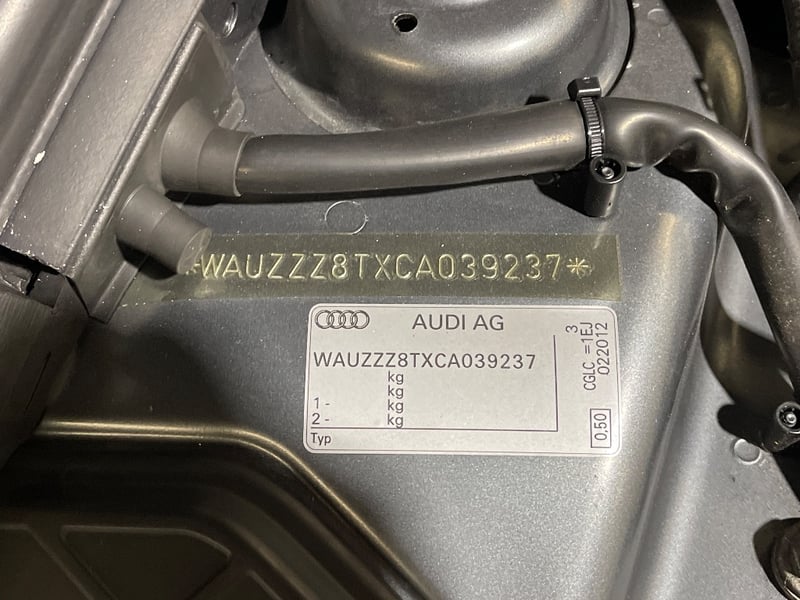 *WAUZZZ8TXCA039237*
AUDI AG
WAUZZZ8TXCA039237
kg
kg
1 - kg
2 - kg
Typ
3
CGLC =1EJ
022012
0,50